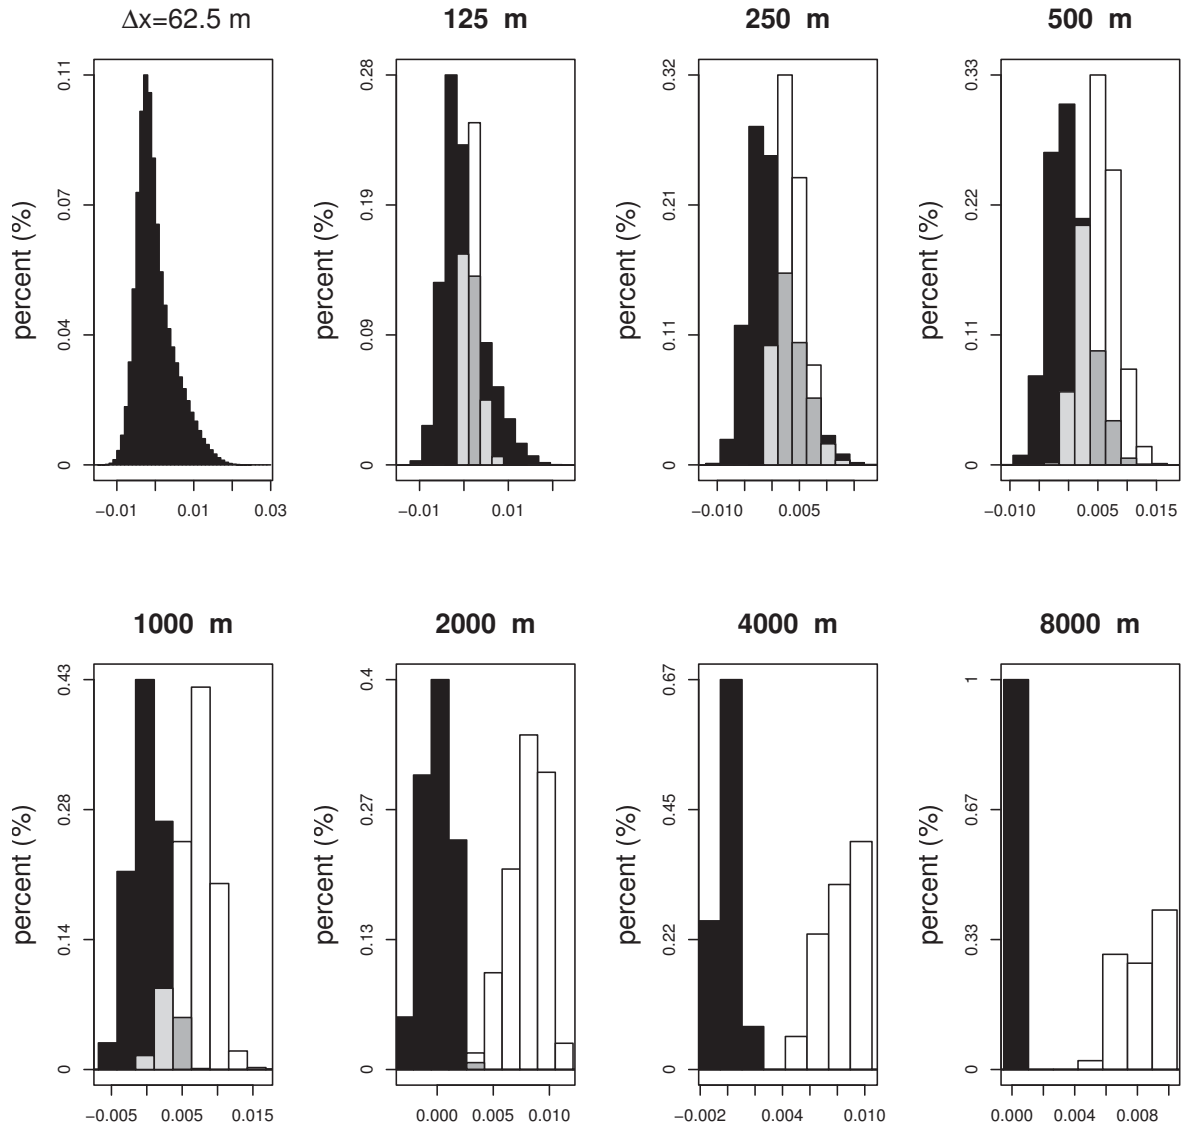 Δx=62.5 m
125 m
250 m
500 m
percent (%)
0.11
0.07
0.04
0
−0.01 0.01 0.03
percent (%)
0.28
0.19
0.09
0
−0.01 0.01
percent (%)
0.32
0.21
0.11
0
−0.010 0.005
percent (%)
0.33
0.22
0.11
0
−0.010 0.005 0.015
1000 m
2000 m
4000 m
8000 m
percent (%)
0.43
0.28
0.14
0
-0.005 0.005 0.015
percent (%)
0.4
0.27
0.13
0
0.000 0.005 0.010
percent (%)
0.67
0.45
0.22
0
−0.002 0.004 0.010
percent (%)
1
0.67
0.33
0
0.000 0.004 0.008